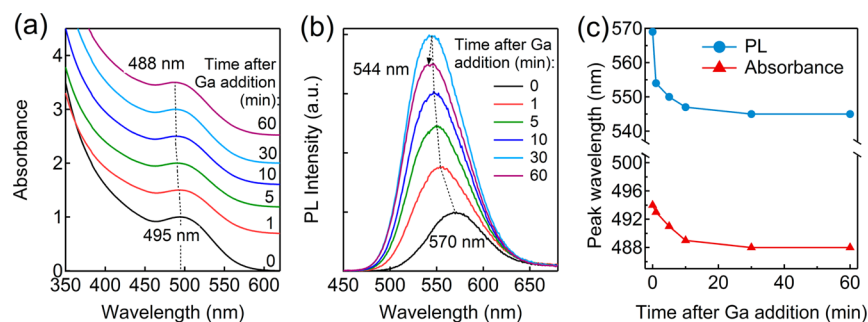 (a)
4
3
2
1
0
Absorbance
350 400 450 500 550 600
Wavelength (nm)
488 nm
495 nm
Time after
Ga addition
(min):
60
30
10
5
1
0
(b)
PL Intensity (a.u.)
450 500 550 600 650
Wavelength (nm)
544 nm
570 nm
Time after Ga
addition (min):
0
1
5
10
30
60
(c)
570
560
550
540
500
496
492
488
Peak wavelength (nm)
PL
Absorbance
0 20 40 60
Time after Ga addition (min)